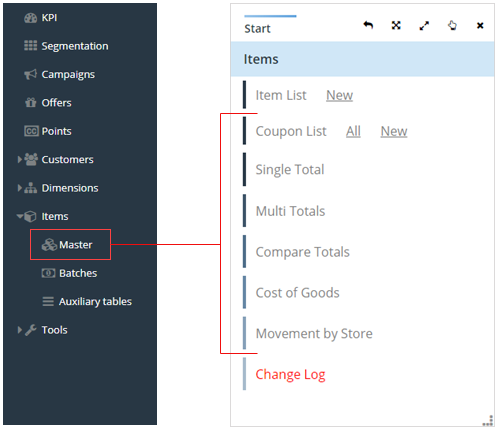 KPI
Segmentation
Campaigns
Offers
CC Points
Customers
Dimensions
Items
Master
Batches
Auxiliary tables
Tools
Start
Items
Item List New
Coupon List All New
Single Total
Multi Totals
Compare Totals
Cost of Goods
Movement by Store
Change Log